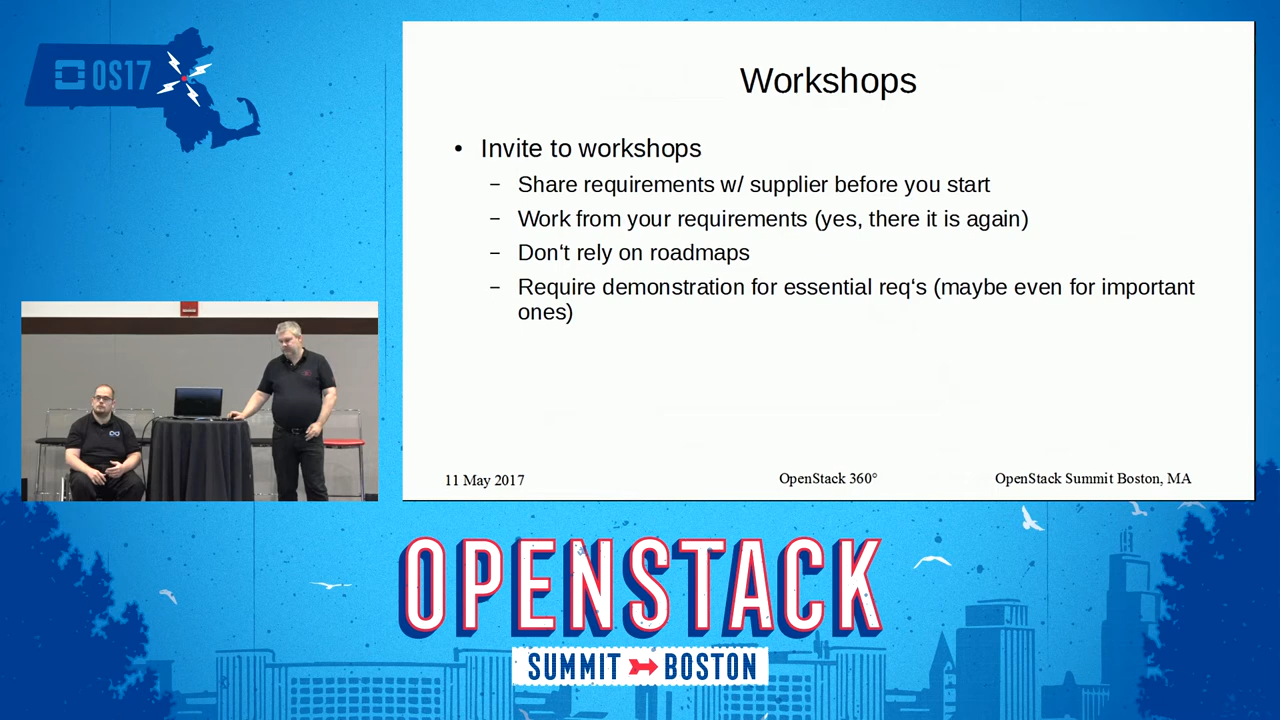 OS17
Workshops
• Invite to workshops
– Share requirements w/ supplier before you start
– Work from your requirements (yes, there it is again)
– Don‘t rely on roadmaps
– Require demonstration for essential req‘s (maybe even for important
ones)
11 May 2017
OpenStack 360°
OpenStack Summit Boston, MA
OPENSTACK
SUMMIT BOSTON